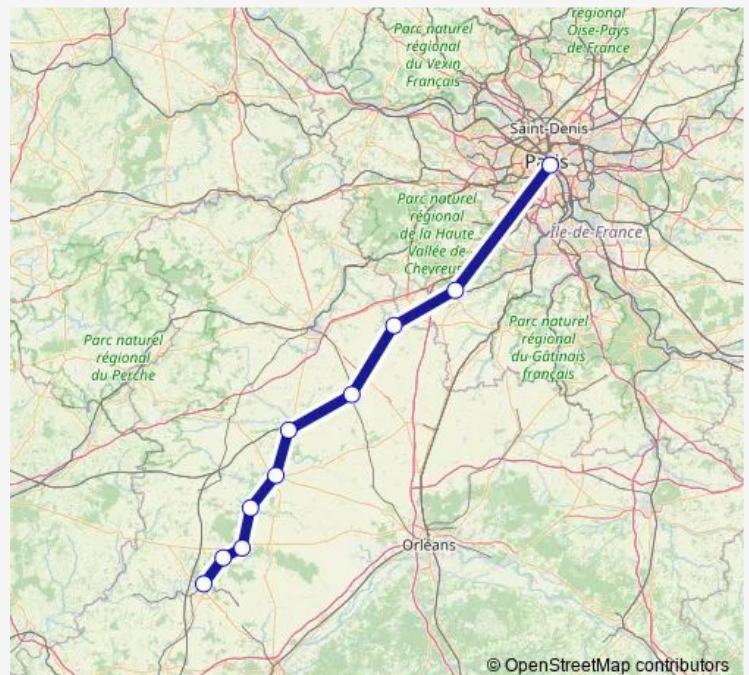 régional
Oise-Pays
de France
Parc naturel
régional
du Vexin
Français
Saint-Denis
Paris
Parc naturel
régional
de la Haute
Vallée de
Chevreuse
Île-de-France
Parc naturel
régional
du Gâtinais
français
Parc naturel
régional
du Perche
Orléans
© OpenStreetMap contributors